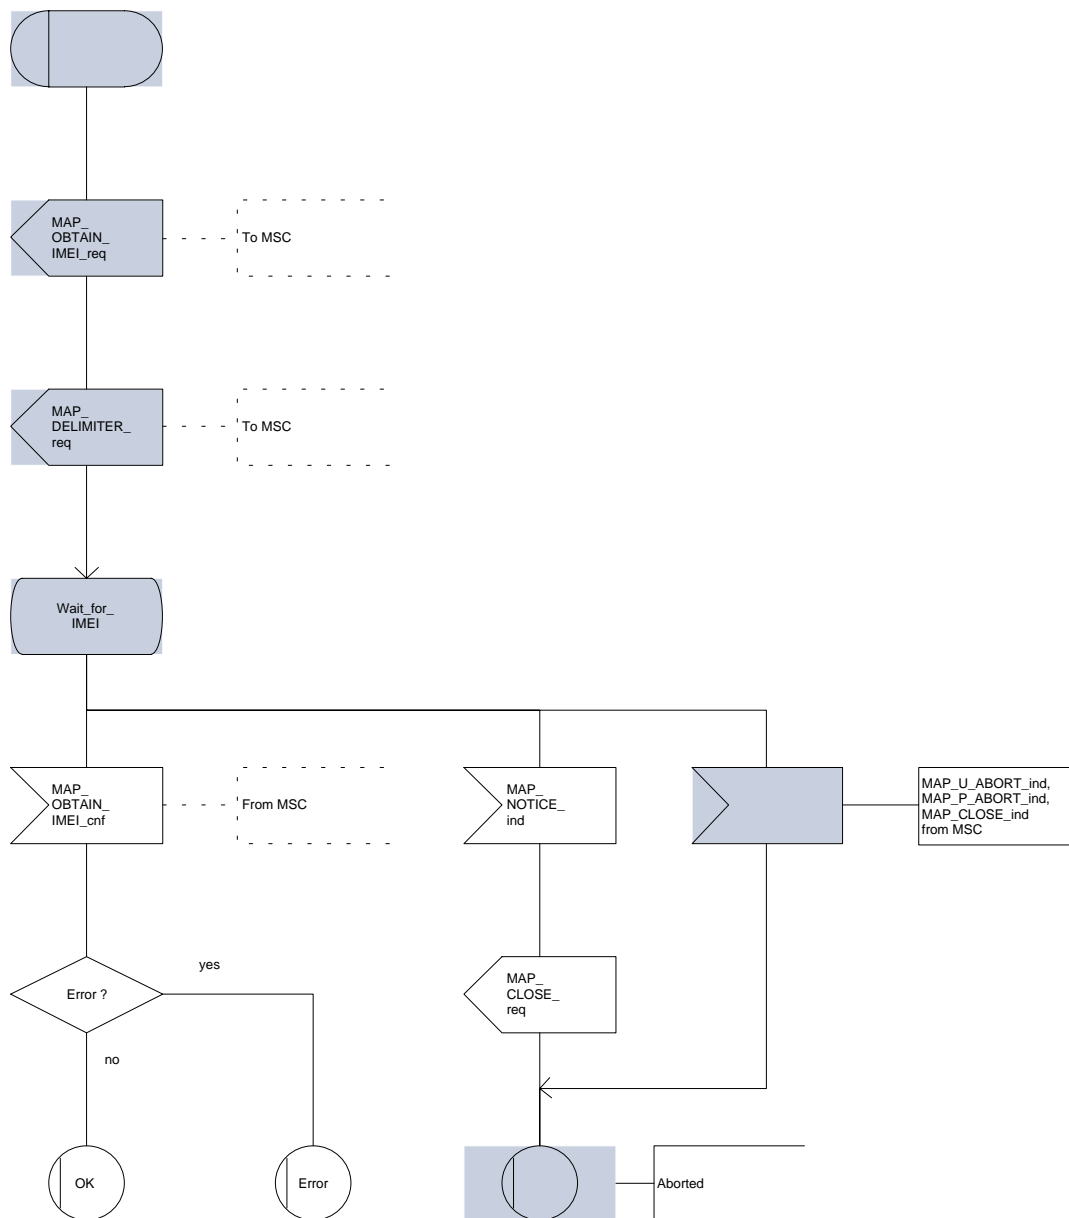 MAP_
OBTAIN_
IMEI_req
To MSC
MAP_
DELIMITER_
req
To MSC
Wait_for_
IMEI
MAP_
OBTAIN_
IMEI_cnf
From MSC
MAP_
NOTICE_
ind
MAP_U_ABORT_ind,
MAP_P_ABORT_ind,
MAP_CLOSE_ind
from MSC
Error ?
yes
no
MAP_
CLOSE_
req
OK
Error
Aborted